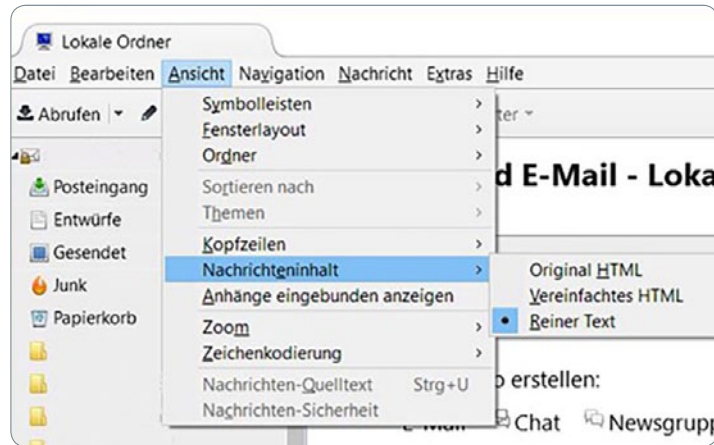 Lokale Ordner
Datei Bearbeiten Ansicht Navigation Nachricht Extras Hilfe
Abrufen
ter
Symbolleisten
Fensterlayout
Ordner
Sortieren nach
Themen
Kopfzeilen
Nachrichteninhalt
Anhänge eingebunden anzeigen
Zoom
Zeichenkodierung
Nachrichten-Quelltext Strg+U
Nachrichten-Sicherheit
Original HTML
Vereinfachtes HTML
Reiner Text
Posteingang
Entwürfe
Gesendet
Junk
Papierkorb
d E-Mail - Loka
erstellen:
E-Mail Chat Newsgrupp